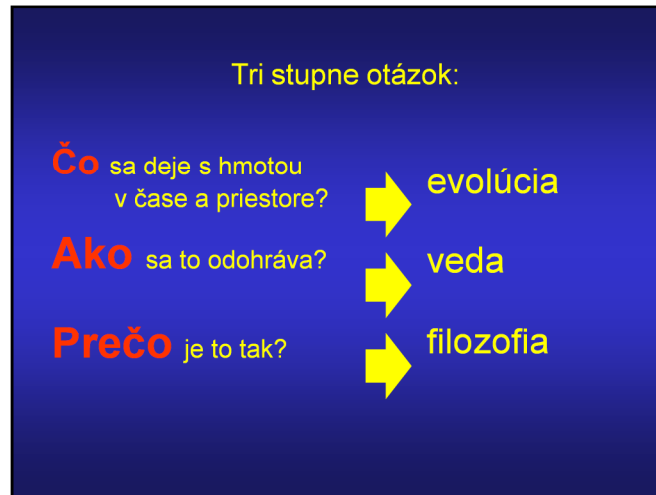 Tri stupne otázok:
Čo sa deje s hmotou
v čase a priestore?
evolúcia
Ako sa to odohráva?
veda
Prečo je to tak?
filozofia